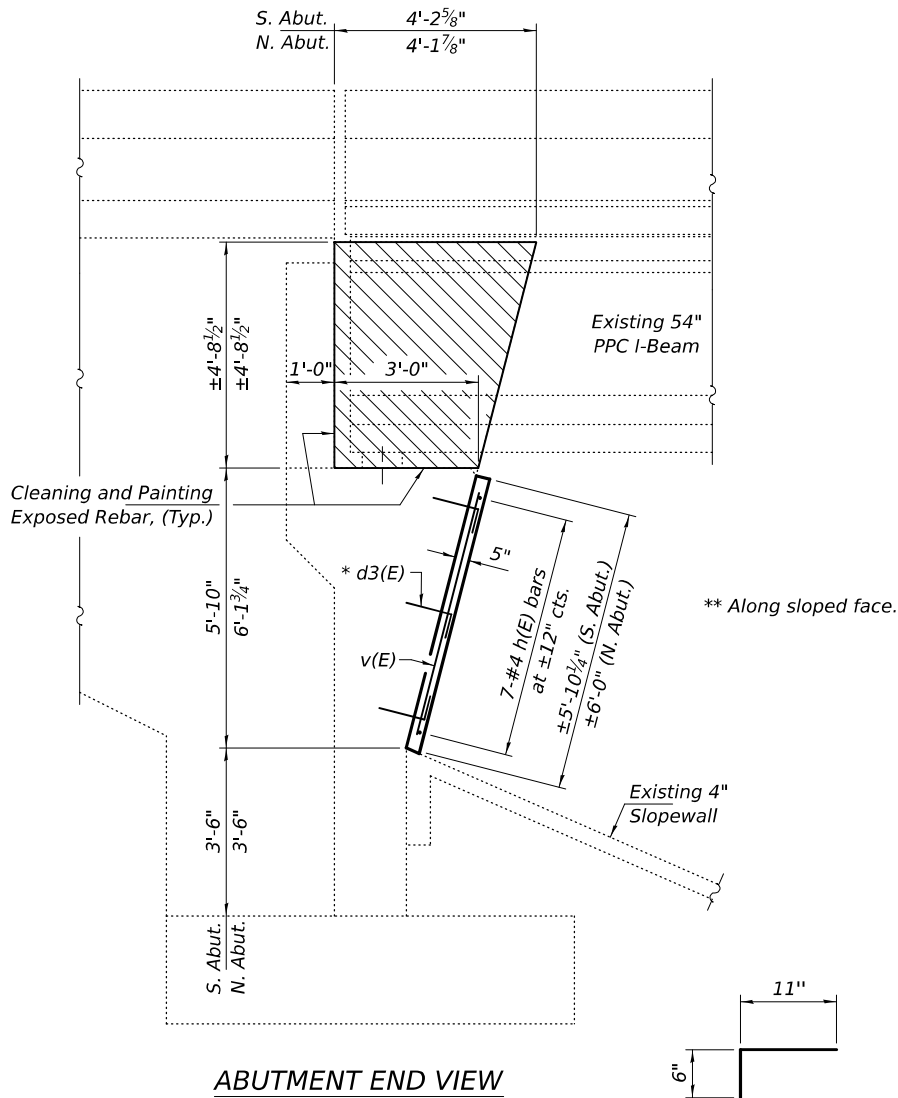 S. Abut.
N. Abut.
4'-2⅝"
4'-1⅞"
±4'-8½"
±4'-8½"
Existing 54"
PPC I-Beam
1'-0"
3'-0"
Cleaning and Painting
Exposed Rebar, (Typ.)
5'-10"
6'-1¾"
* d3(E)
v(E)
5"
7-#4 h(E) bars
at ±12" cts.
±5'-10¼" (S. Abut.)
±6'-0" (N. Abut.)
** Along sloped face.
Existing 4"
Slopewall
3'-6"
3'-6"
S. Abut.
N. Abut.
11"
6"
ABUTMENT END VIEW